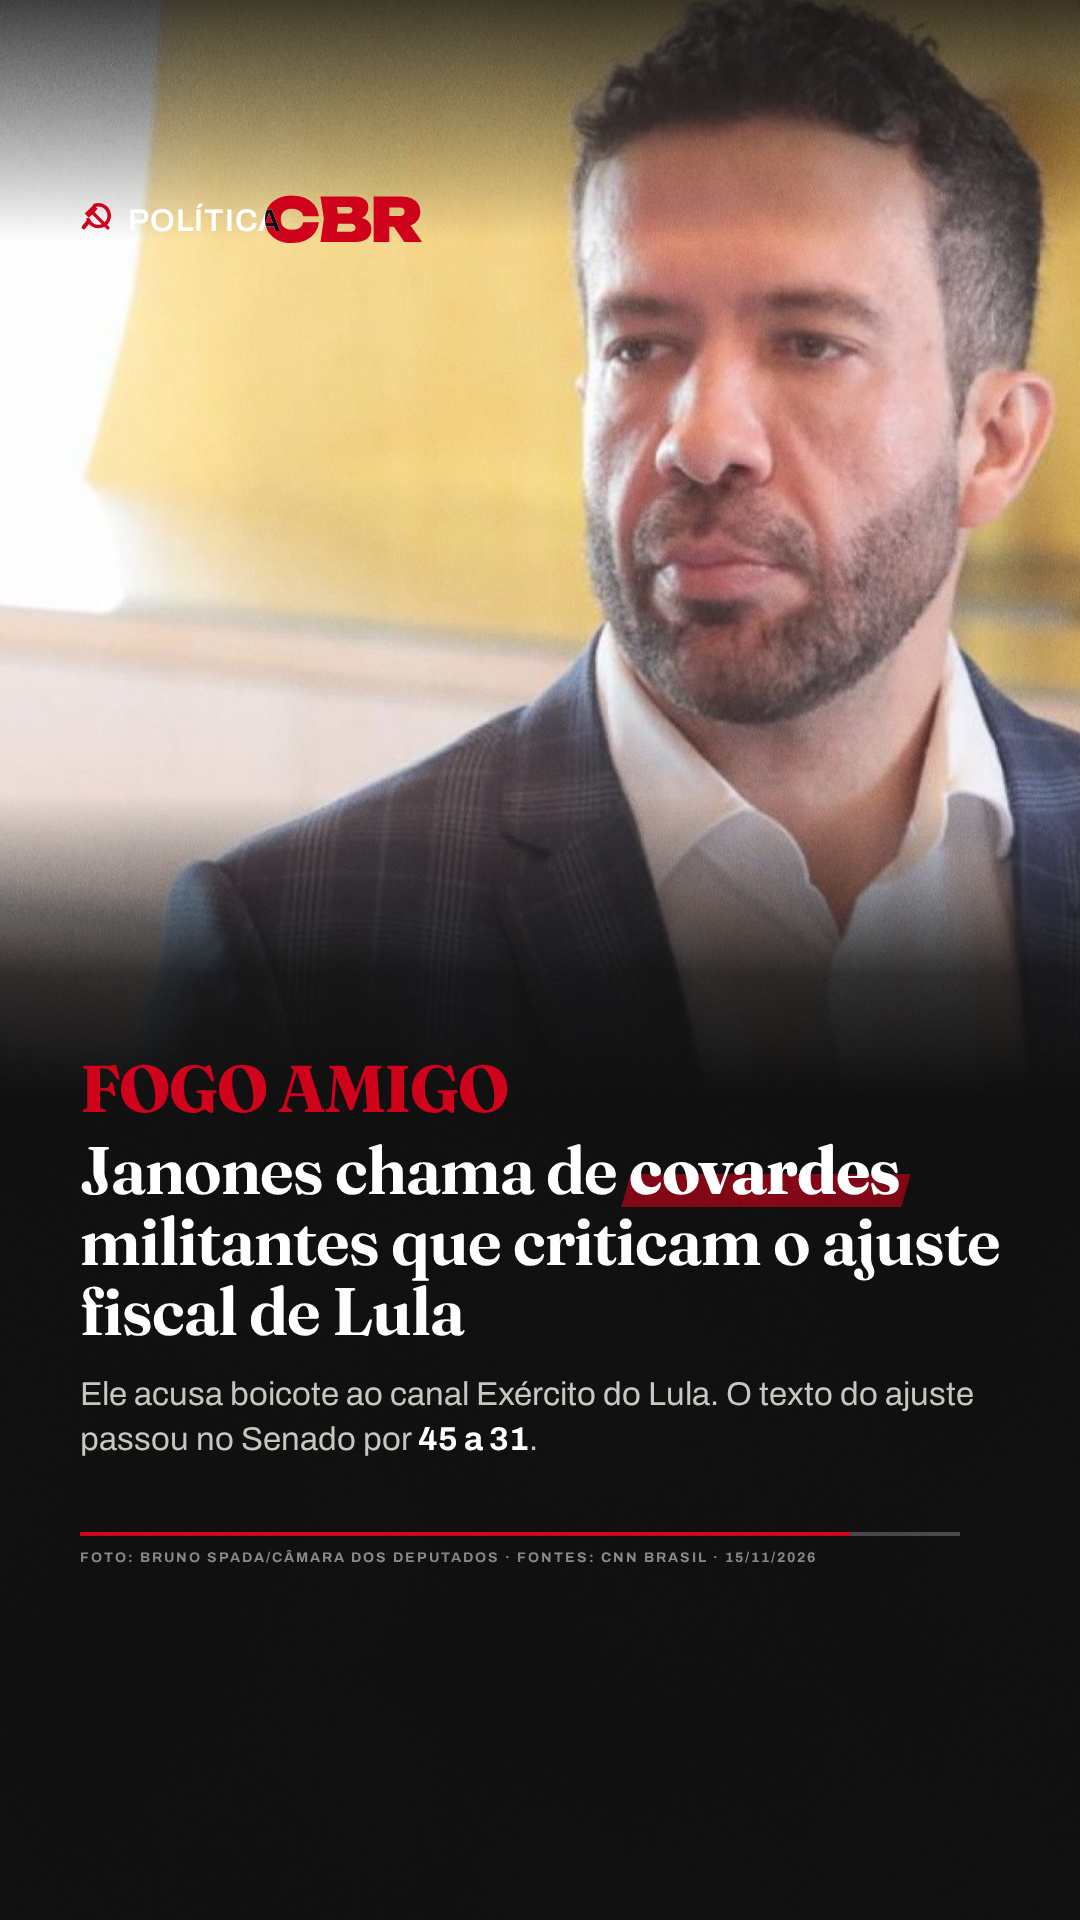 POLÍTICA CBR
FOGO AMIGO
Janones chama de covardes
militantes que criticam o ajuste
fiscal de Lula
Ele acusa boicote ao canal Exército do Lula. O texto do ajuste
passou no Senado por 45 a 31.
FOTO: BRUNO SPADA/CÂMARA DOS DEPUTADOS · FONTES: CNN BRASIL · 15/11/2026